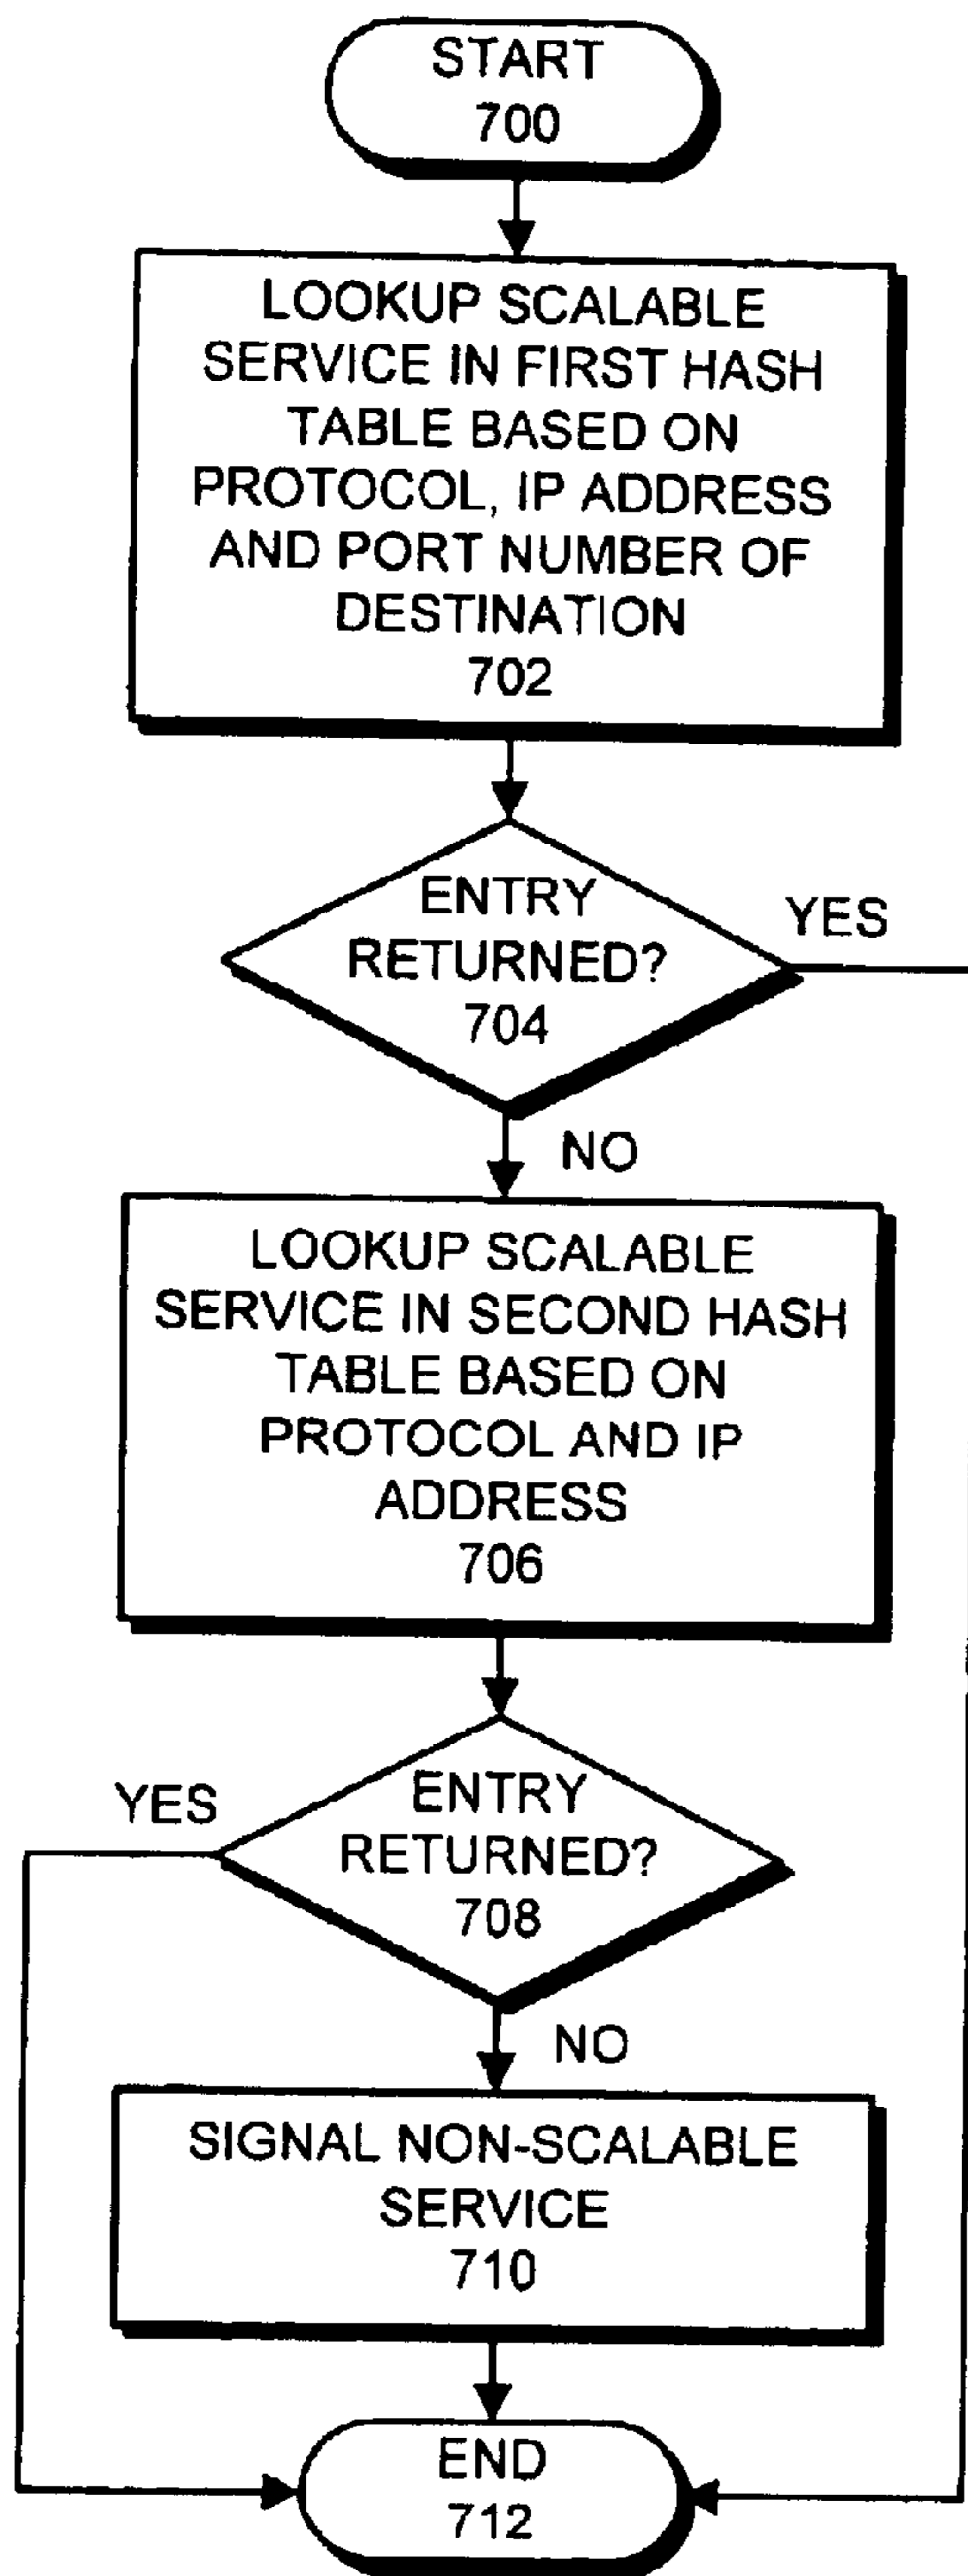 START
700
LOOKUP SCALABLE
SERVICE IN FIRST HASH
TABLE BASED ON
PROTOCOL, IP ADDRESS
AND PORT NUMBER OF
DESTINATION
702
ENTRY
RETURNED?
704
YES
NO
LOOKUP SCALABLE
SERVICE IN SECOND HASH
TABLE BASED ON
PROTOCOL AND IP
ADDRESS
706
YES
ENTRY
RETURNED?
708
NO
SIGNAL NON-SCALABLE
SERVICE
710
END
712